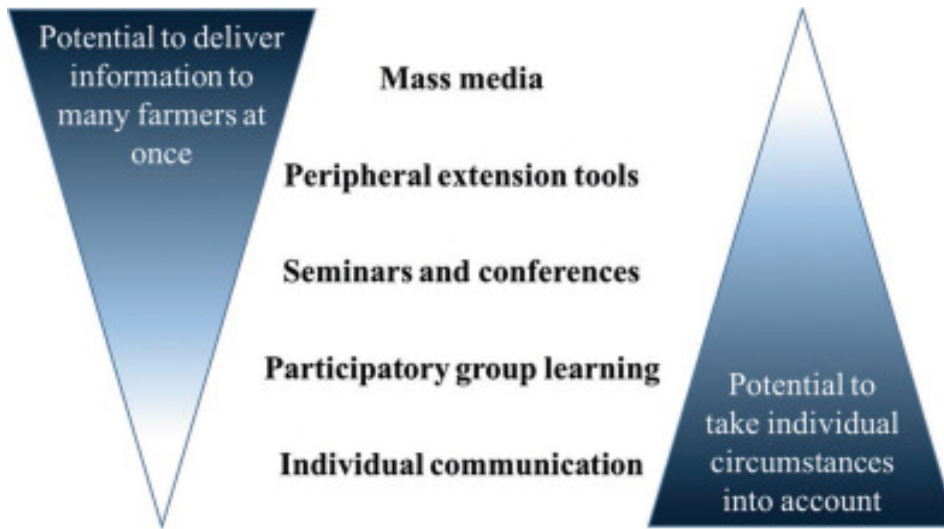 Potential to deliver
information to
many farmers at
once
Mass media
Peripheral extension tools
Seminars and conferences
Participatory group learning
Individual communication
Potential to
take individual
circumstances
into account